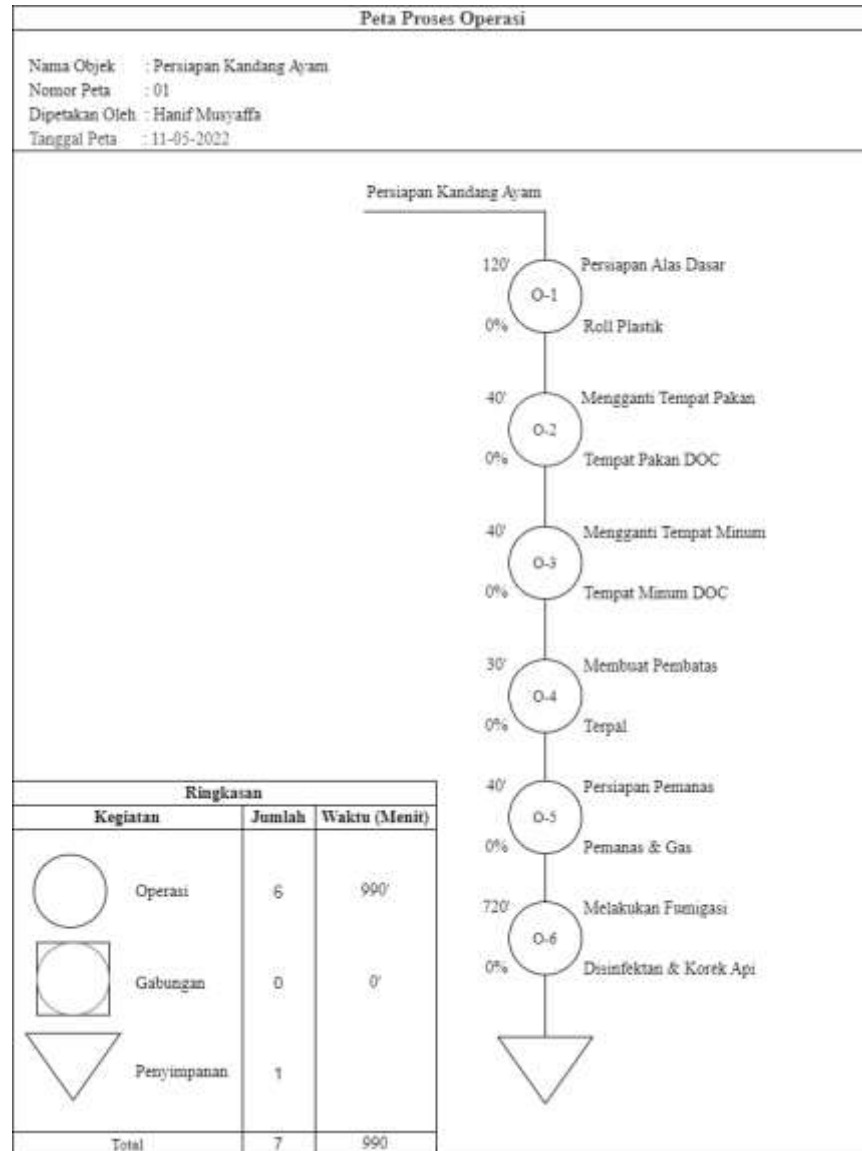 Peta Proses Operasi
Nama Objek : Persiapan Kandang Ayam
Nomor Peta : 01
Dipetakan Oleh : Hanif Musyaffa
Tanggal Peta : 11-05-2022
Persiapan Kandang Ayam
120' Persiapan Alas Dasar
O-1
0% Roll Plastik
40' Mengganti Tempat Pakan
O-2
0% Tempat Pakan DOC
40' Mengganti Tempat Minum
O-3
0% Tempat Minum DOC
30' Membuat Pembatas
O-4
0% Terpal
40' Persiapan Pemanas
O-5
0% Pemanas & Gas
720' Melakukan Fumigasi
O-6
0% Disinfektan & Korek Api
Ringkasan
Kegiatan Jumlah Waktu (Menit)
Operasi 6 990'
Gabungan 0 0'
Penyimpanan 1
Total 7 990